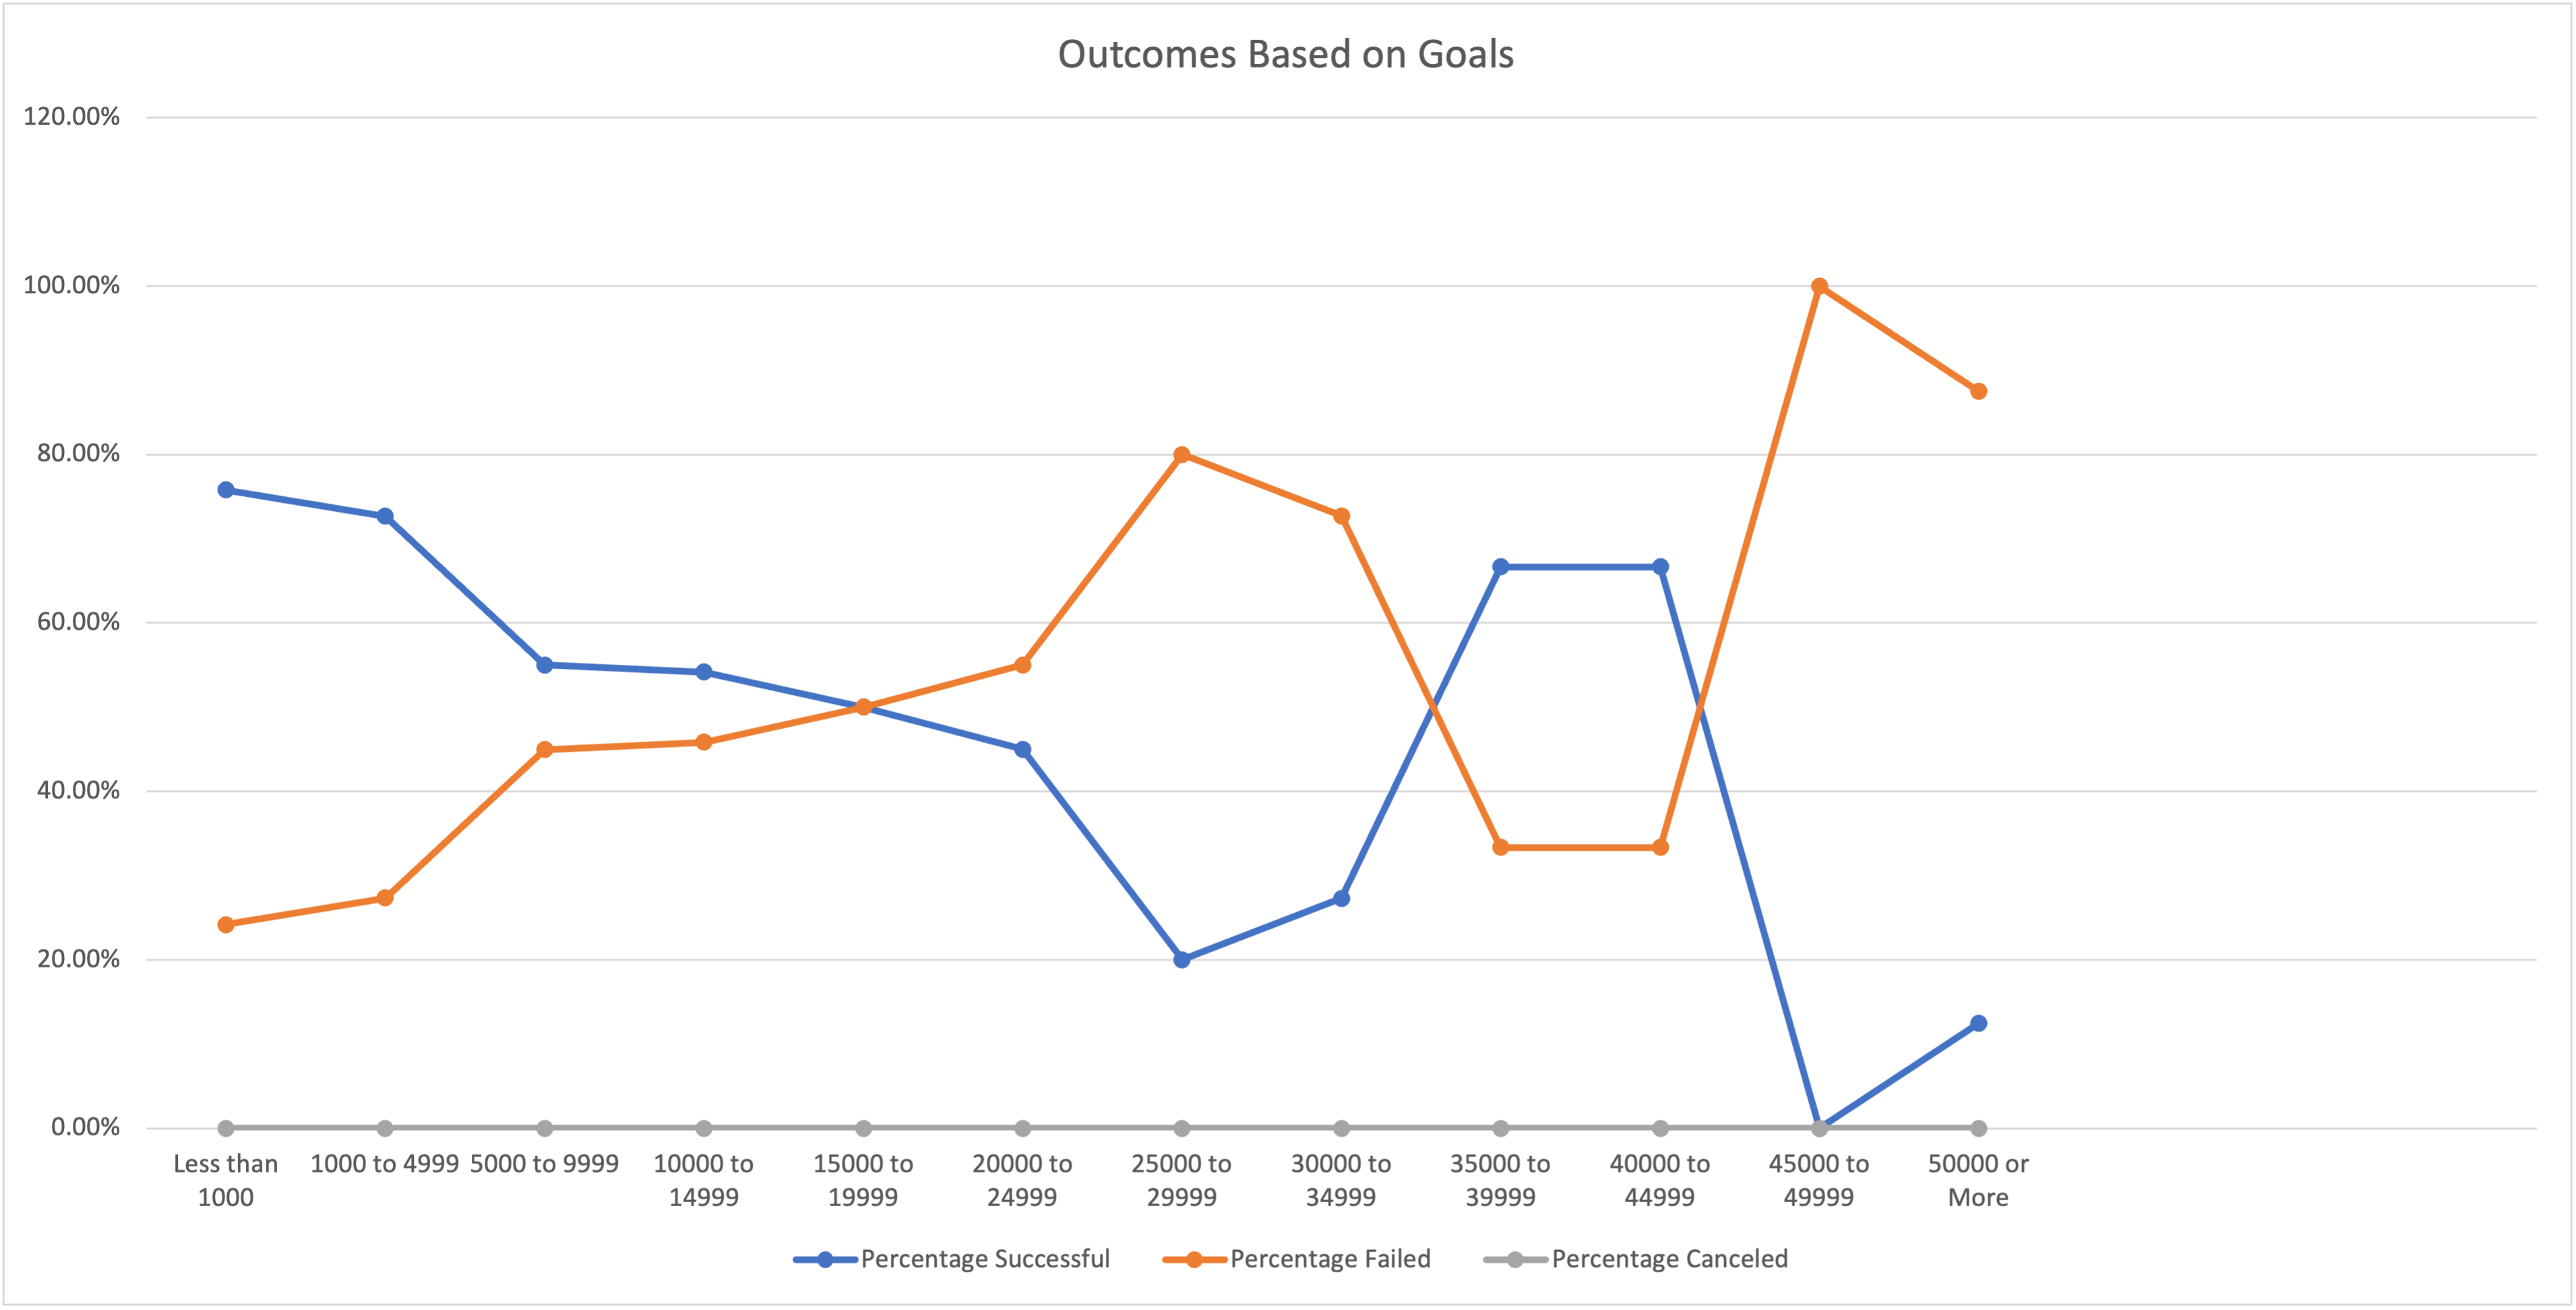 Outcomes Based on Goals
120.00%
100.00%
80.00%
60.00%
40.00%
20.00%
0.00%
Less than
1000
1000 to 4999
5000 to 9999
10000 to
14999
15000 to
19999
20000 to
24999
25000 to
29999
30000 to
34999
35000 to
39999
40000 to
44999
45000 to
49999
50000 or
More
Percentage Successful
Percentage Failed
Percentage Canceled